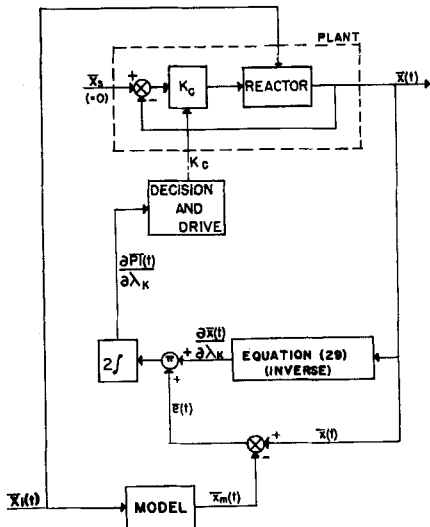 PLANT
x̄s
(=0)
+
-
KC
REACTOR
x̄(t)
KC
DECISION
AND
DRIVE
∂PI(t)
∂λK
2∫
π
+
+
∂x̄(t)
∂λK
EQUATION (29)
(INVERSE)
ε̄(t)
+
-
x̄(t)
x̄i(t)
MODEL
x̄m(t)